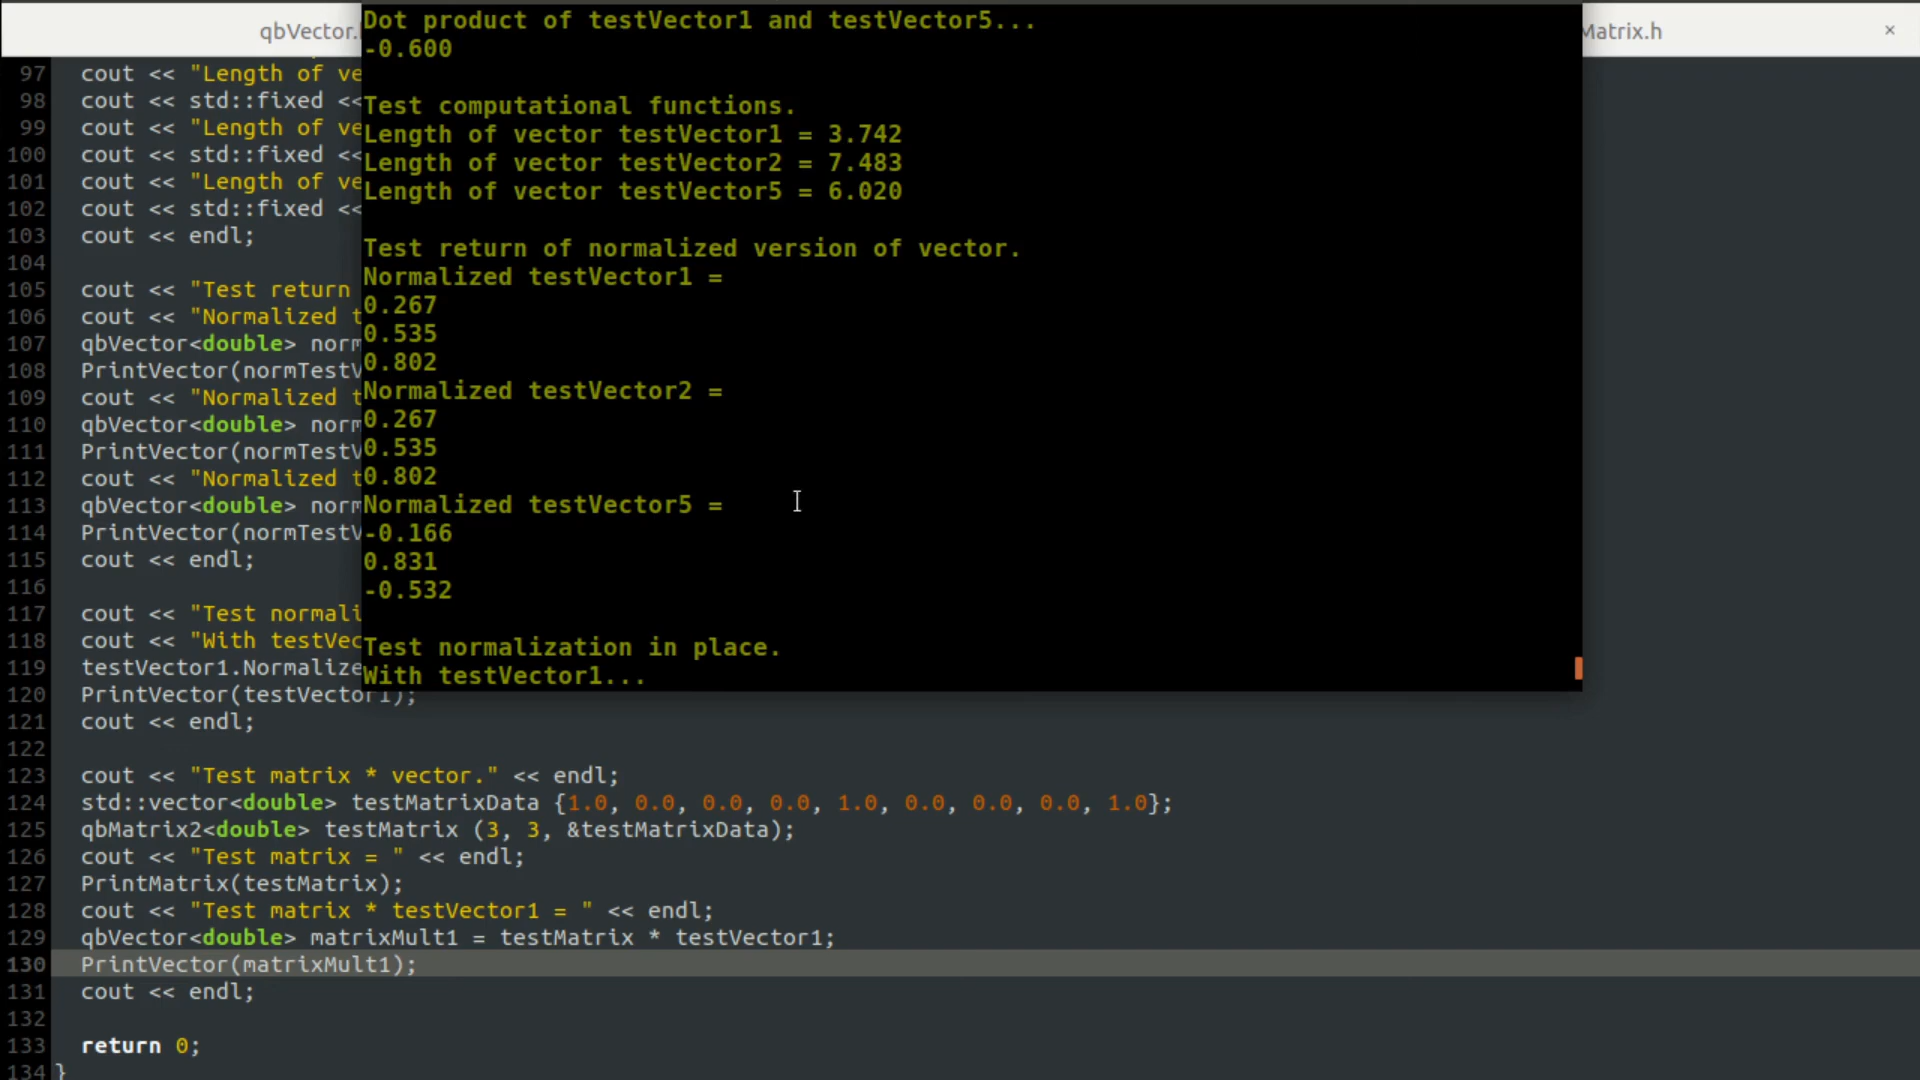 qbVector.
Matrix.h ×
Dot product of testVector1 and testVector5...
-0.600
Test computational functions.
Length of vector testVector1 = 3.742
Length of vector testVector2 = 7.483
Length of vector testVector5 = 6.020
Test return of normalized version of vector.
Normalized testVector1 =
0.267
0.535
0.802
Normalized testVector2 =
0.267
0.535
0.802
Normalized testVector5 =
-0.166
0.831
-0.532
Test normalization in place.
With testVector1...
97 cout << "Length of ve
98 cout << std::fixed <<
99 cout << "Length of ve
100 cout << std::fixed <<
101 cout << "Length of ve
102 cout << std::fixed <<
103 cout << endl;
104
105 cout << "Test return
106 cout << "Normalized t
107 qbVector<double> norm
108 PrintVector(normTestV
109 cout << "Normalized t
110 qbVector<double> norm
111 PrintVector(normTestV
112 cout << "Normalized t
113 qbVector<double> norm
114 PrintVector(normTestV
115 cout << endl;
116
117 cout << "Test normali
118 cout << "With testVec
119 testVector1.Normalize
120 PrintVector(testVector1);
121 cout << endl;
122
123 cout << "Test matrix * vector." << endl;
124 std::vector<double> testMatrixData {1.0, 0.0, 0.0, 0.0, 1.0, 0.0, 0.0, 0.0, 1.0};
125 qbMatrix2<double> testMatrix (3, 3, &testMatrixData);
126 cout << "Test matrix = " << endl;
127 PrintMatrix(testMatrix);
128 cout << "Test matrix * testVector1 = " << endl;
129 qbVector<double> matrixMult1 = testMatrix * testVector1;
130 PrintVector(matrixMult1);
131 cout << endl;
132
133 return 0;
134 }